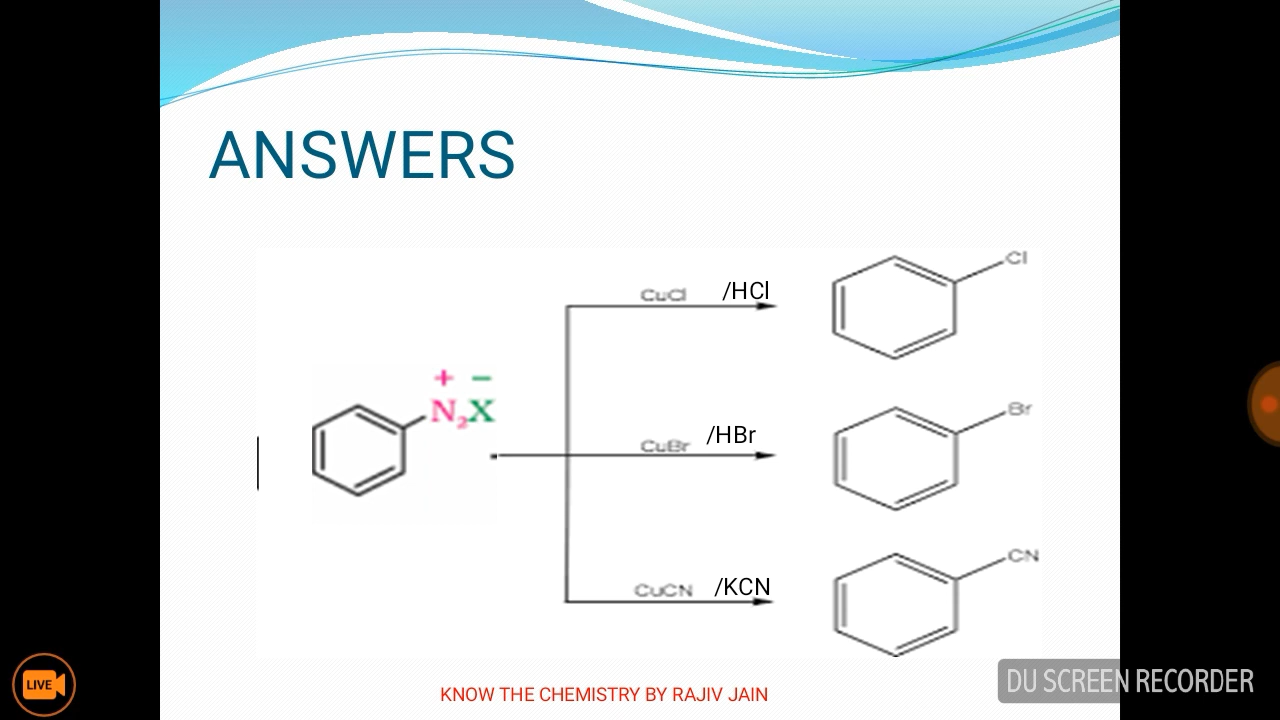 ANSWERS
CuCl /HCl
Cl
+ −
N₂X
CuBr /HBr
Br
CuCN /KCN
CN
LIVE
KNOW THE CHEMISTRY BY RAJIV JAIN
DU SCREEN RECORDER